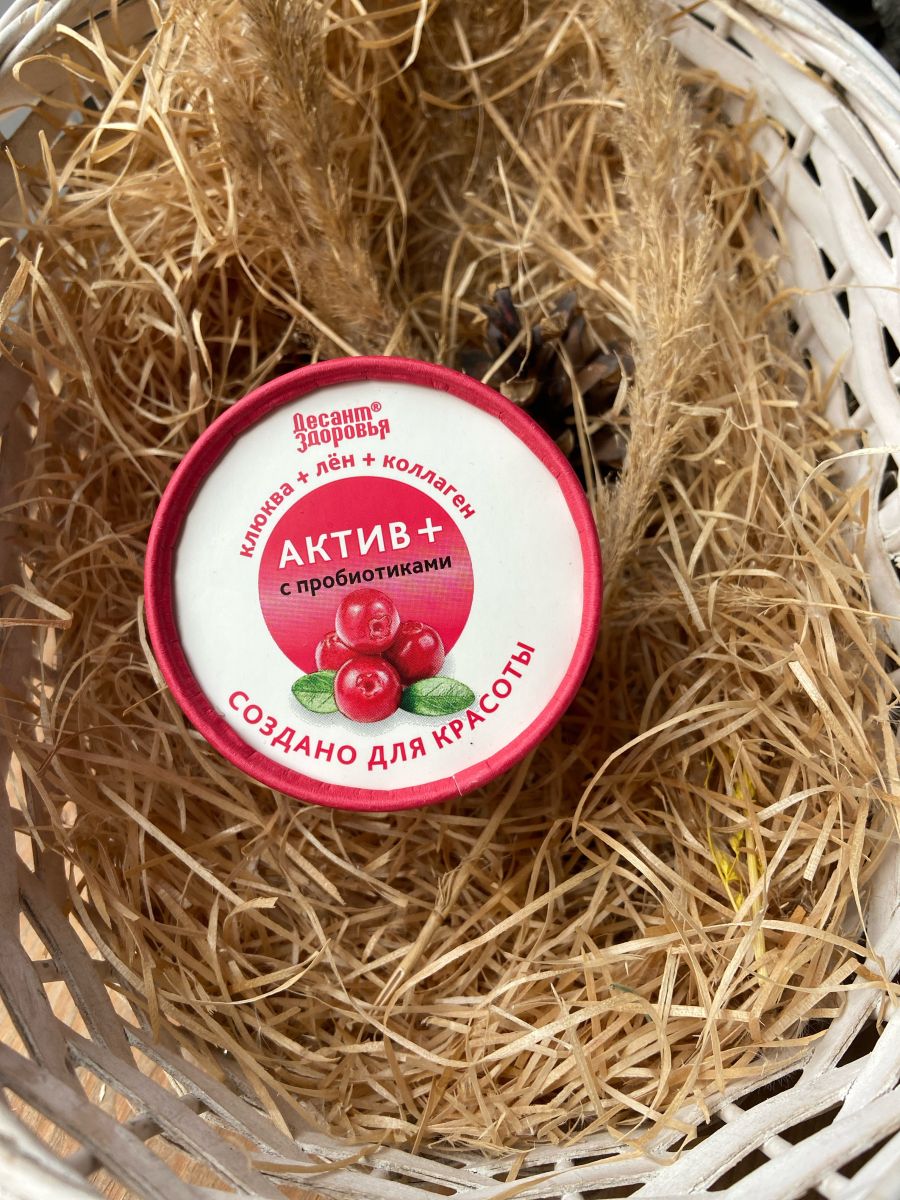 Десант®
Здоровья
клюква + лён + коллаген
АКТИВ+
с пробиотиками
СОЗДАНО ДЛЯ КРАСОТЫ